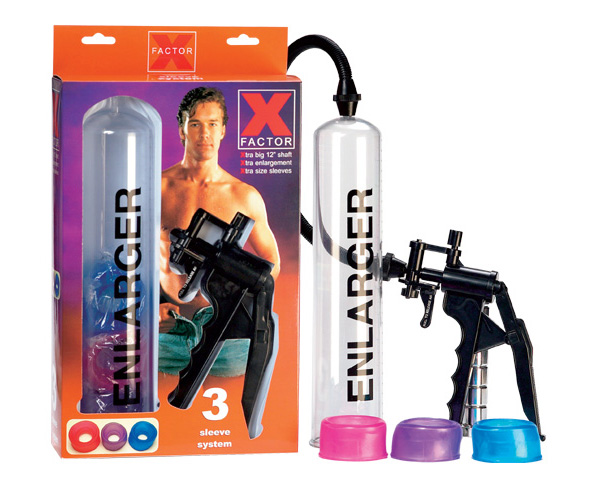 X
FACTOR
X
FACTOR
Xtra big 12" shaft
Xtra enlargement
Xtra size sleeves
ENLARGER
3
sleeve
system
ENLARGER